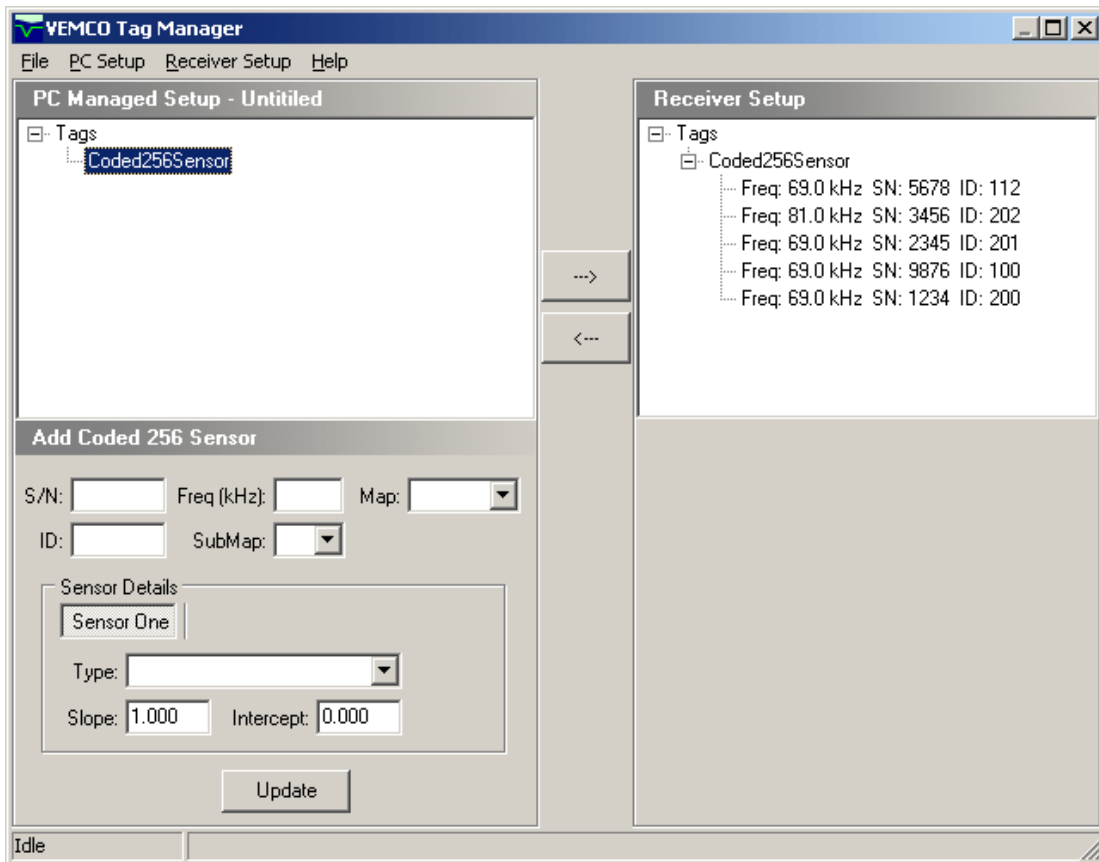 VEMCO Tag Manager
File PC Setup Receiver Setup Help
PC Managed Setup - Untitiled
Tags
Coded256Sensor
--->
<---
Receiver Setup
Tags
Coded256Sensor
Freq: 69.0 kHz SN: 5678 ID: 112
Freq: 81.0 kHz SN: 3456 ID: 202
Freq: 69.0 kHz SN: 2345 ID: 201
Freq: 69.0 kHz SN: 9876 ID: 100
Freq: 69.0 kHz SN: 1234 ID: 200
Add Coded 256 Sensor
S/N: Freq (kHz): Map:
ID: SubMap:
Sensor Details
Sensor One
Type:
Slope: 1.000 Intercept: 0.000
Update
Idle